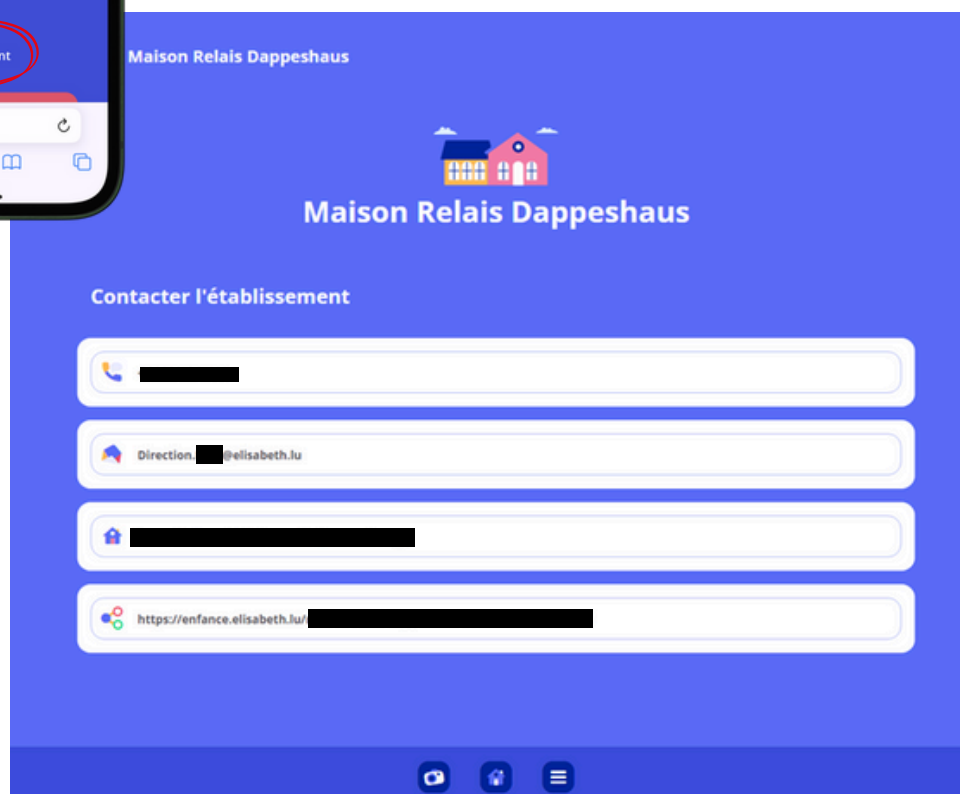 nt
Maison Relais Dappeshaus
Maison Relais Dappeshaus
Contacter l'établissement
Direction.
@elisabeth.lu
https://enfance.elisabeth.lu/